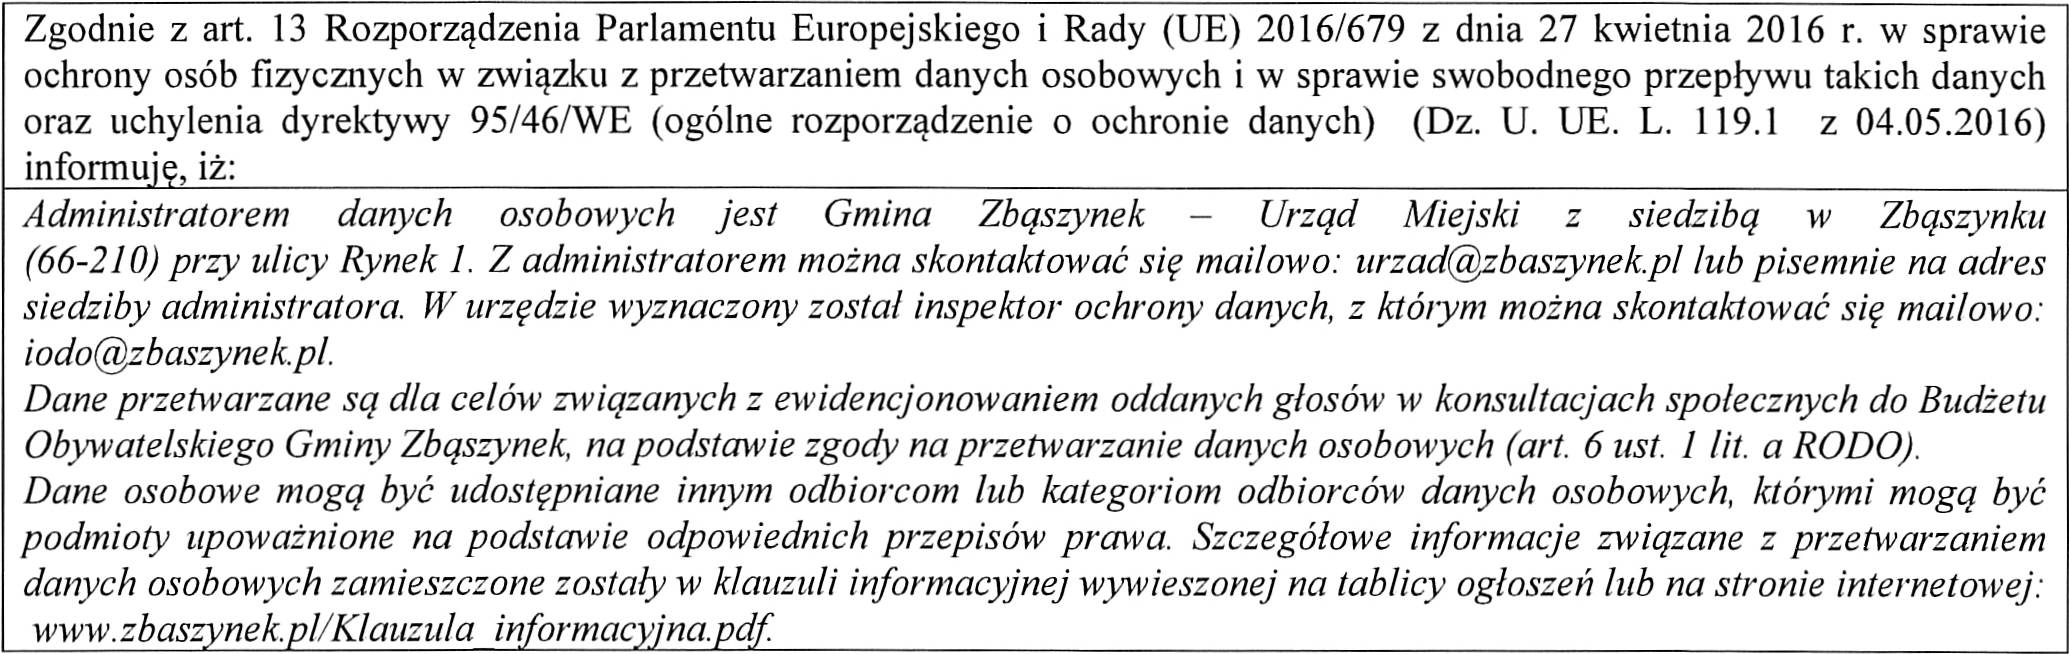 Zgodnie z art. 13 Rozporządzenia Parlamentu Europejskiego i Rady (UE) 2016/679 z dnia 27 kwietnia 2016 r. w sprawie
ochrony osób fizycznych w związku z przetwarzaniem danych osobowych i w sprawie swobodnego przepływu takich danych
oraz uchylenia dyrektywy 95/46/WE (ogólne rozporządzenie o ochronie danych) (Dz. U. UE. L. 119.1 z 04.05.2016)
informuję, iż:
Administratorem danych osobowych jest Gmina Zbąszynek – Urząd Miejski z siedzibą w Zbąszynku
(66-210) przy ulicy Rynek 1. Z administratorem można skontaktować się mailowo: urzad@zbaszynek.pl lub pisemnie na adres
siedziby administratora. W urzędzie wyznaczony został inspektor ochrony danych, z którym można skontaktować się mailowo:
iodo@zbaszynek.pl.
Dane przetwarzane są dla celów związanych z ewidencjonowaniem oddanych głosów w konsultacjach społecznych do Budżetu
Obywatelskiego Gminy Zbąszynek, na podstawie zgody na przetwarzanie danych osobowych (art. 6 ust. 1 lit. a RODO).
Dane osobowe mogą być udostępniane innym odbiorcom lub kategoriom odbiorców danych osobowych, którymi mogą być
podmioty upoważnione na podstawie odpowiednich przepisów prawa. Szczegółowe informacje związane z przetwarzaniem
danych osobowych zamieszczone zostały w klauzuli informacyjnej wywieszonej na tablicy ogłoszeń lub na stronie internetowej:
www.zbaszynek.pl/Klauzula_informacyjna.pdf.